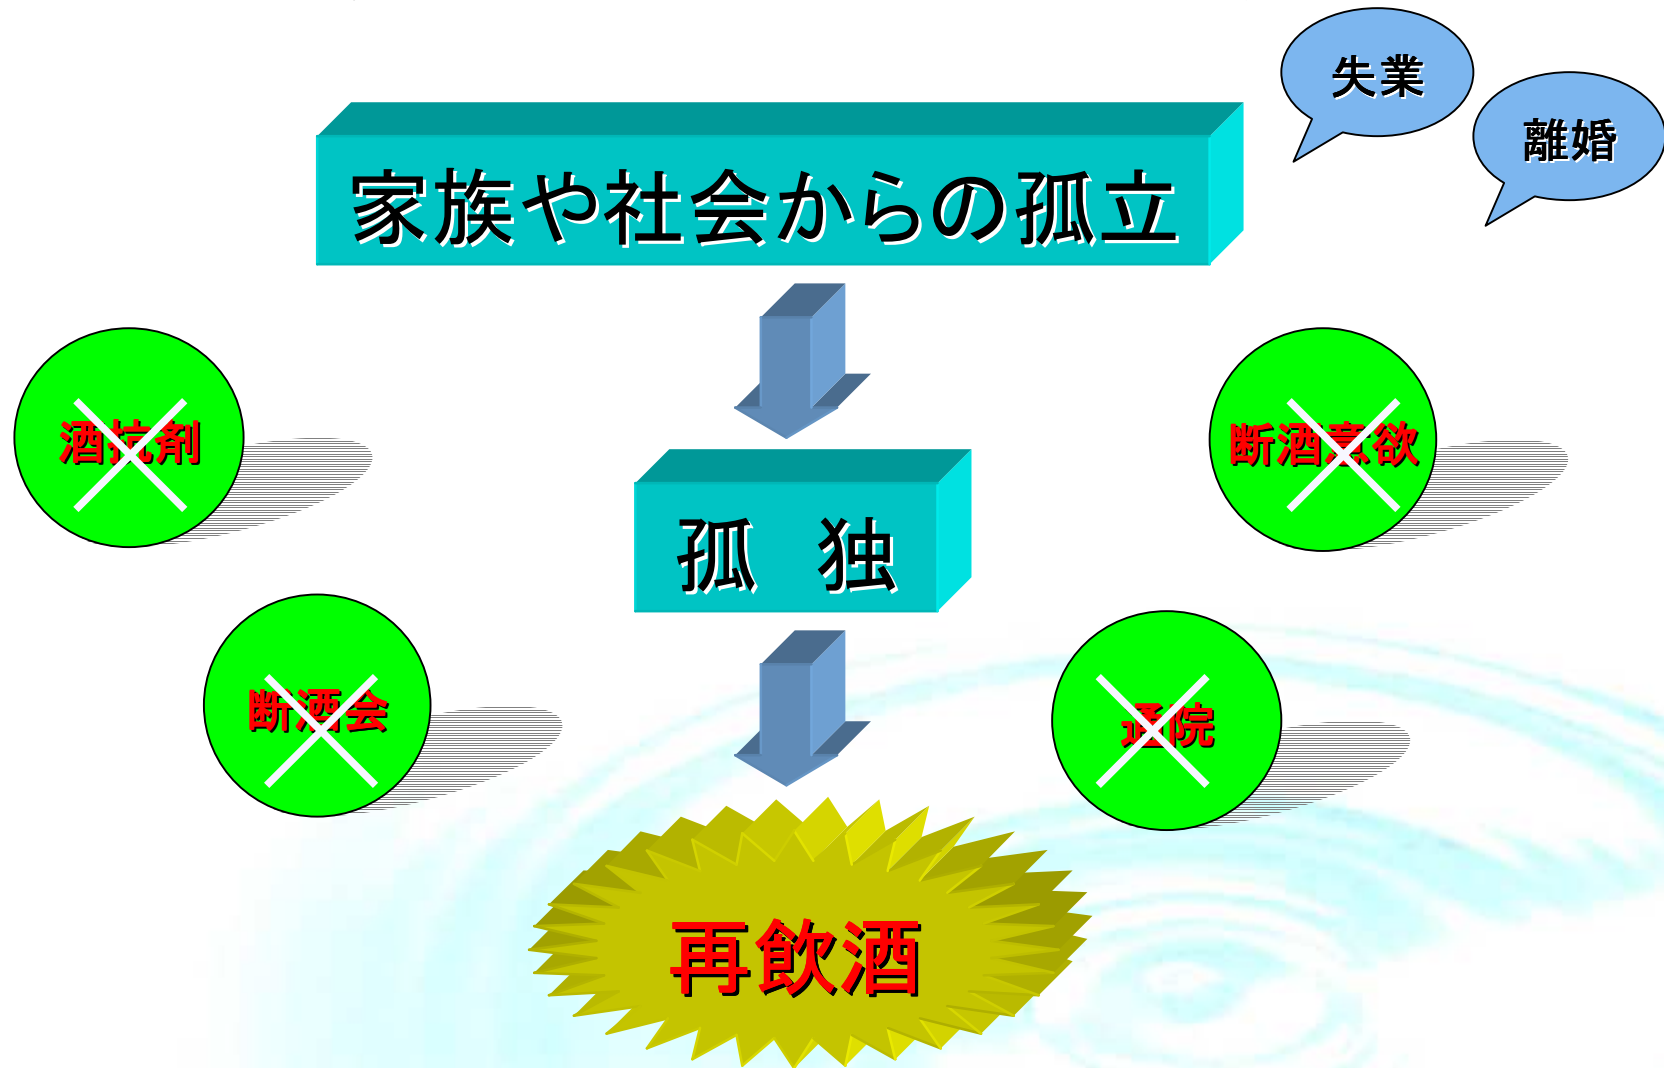 失業
離婚
家族や社会からの孤立
酒抗剤
断酒意欲
孤　独
断酒会
通院
再飲酒